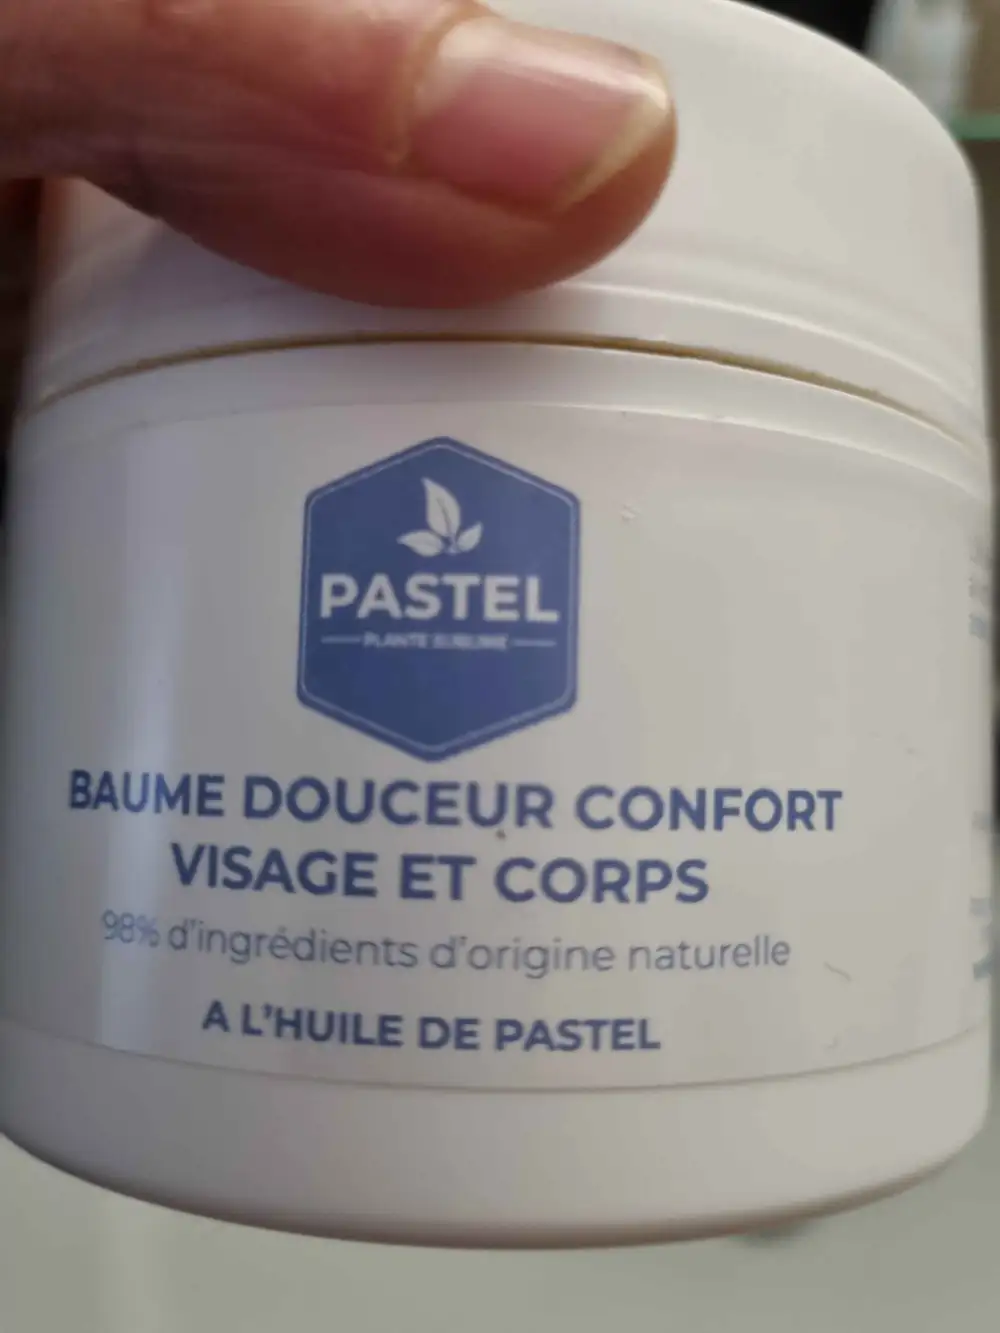 PASTEL
PLANTE SUBLIME
BAUME DOUCEUR CONFORT
VISAGE ET CORPS
98% d'ingrédients d'origine naturelle
A L'HUILE DE PASTEL